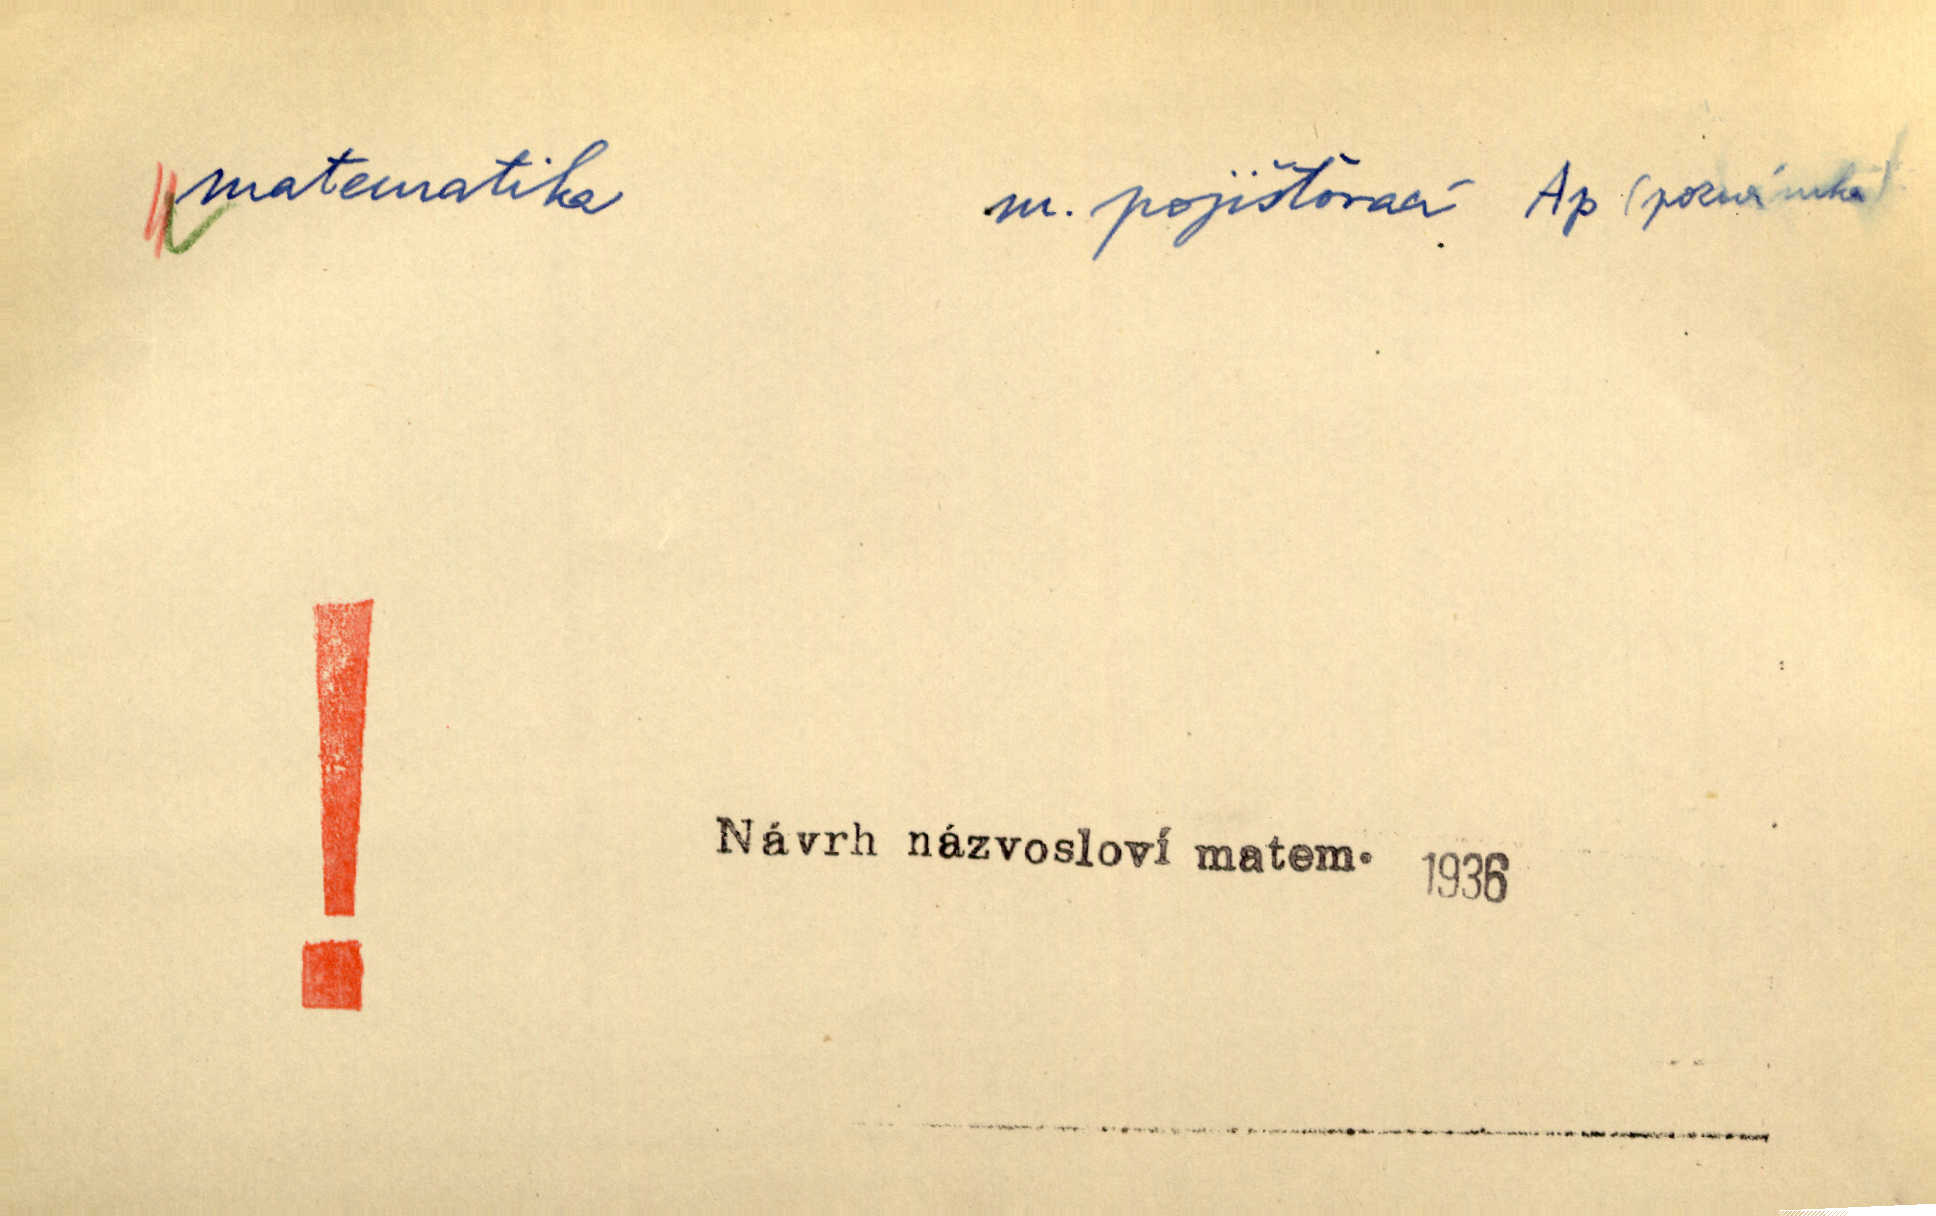 matematika m. pojišťovací Ap (poznámka)
!
Návrh názvosloví matem. 1936